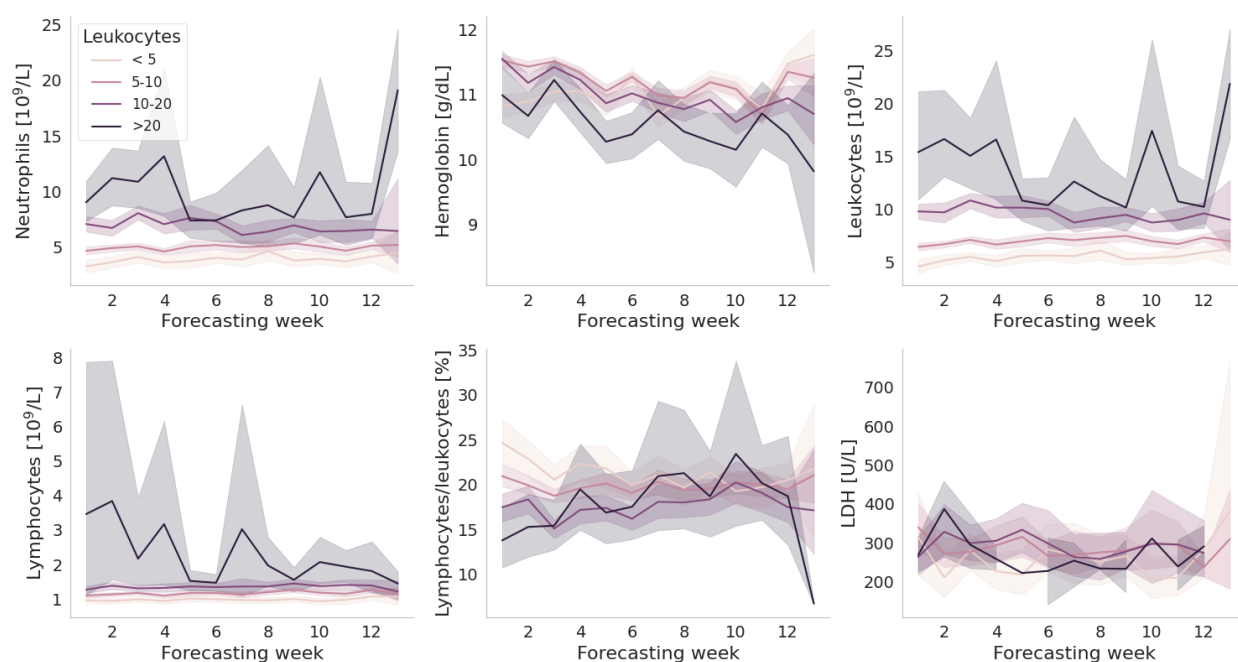 Neutrophils [10⁹/L]
25
20
15
10
5
Leukocytes
< 5
5-10
10-20
>20
2 4 6 8 10 12
Forecasting week
Hemoglobin [g/dl]
12
11
10
9
2 4 6 8 10 12
Forecasting week
Leukocytes [10⁹/L]
25
20
15
10
5
2 4 6 8 10 12
Forecasting week
Lymphocytes [10⁹/L]
8
7
6
5
4
3
2
1
2 4 6 8 10 12
Forecasting week
Lymphocytes/leukocytes [%]
35
30
25
20
15
10
2 4 6 8 10 12
Forecasting week
LDH [U/L]
700
600
500
400
300
200
2 4 6 8 10 12
Forecasting week